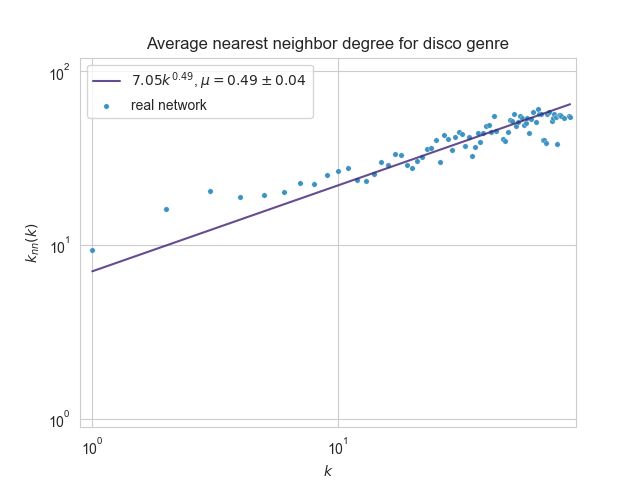 Average nearest neighbor degree for disco genre
7.05k^0.49, μ = 0.49 ± 0.04
real network
10^2
10^1
10^0
k_nn(k)
10^0
10^1
k